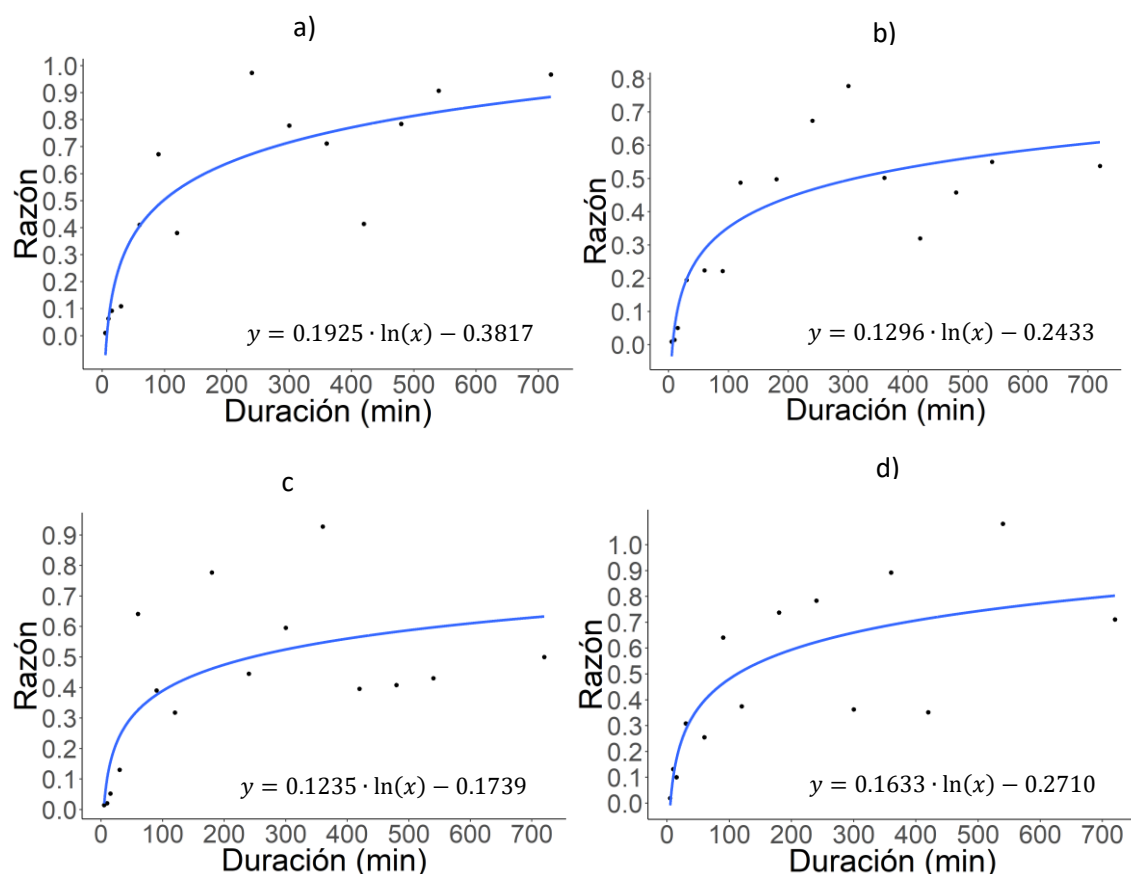 a)
1.0
0.9
0.8
0.7
0.6
0.5
0.4
0.3
0.2
0.1
0.0
Razón
y = 0.1925 · ln(x) − 0.3817
0 100 200 300 400 500 600 700
Duración (min)
b)
0.8
0.7
0.6
0.5
0.4
0.3
0.2
0.1
0.0
Razón
y = 0.1296 · ln(x) − 0.2433
0 100 200 300 400 500 600 700
Duración (min)
c
0.9
0.8
0.7
0.6
0.5
0.4
0.3
0.2
0.1
0.0
Razón
y = 0.1235 · ln(x) − 0.1739
0 100 200 300 400 500 600 700
Duración (min)
d)
1.0
0.9
0.8
0.7
0.6
0.5
0.4
0.3
0.2
0.1
0.0
Razón
y = 0.1633 · ln(x) − 0.2710
0 100 200 300 400 500 600 700
Duración (min)